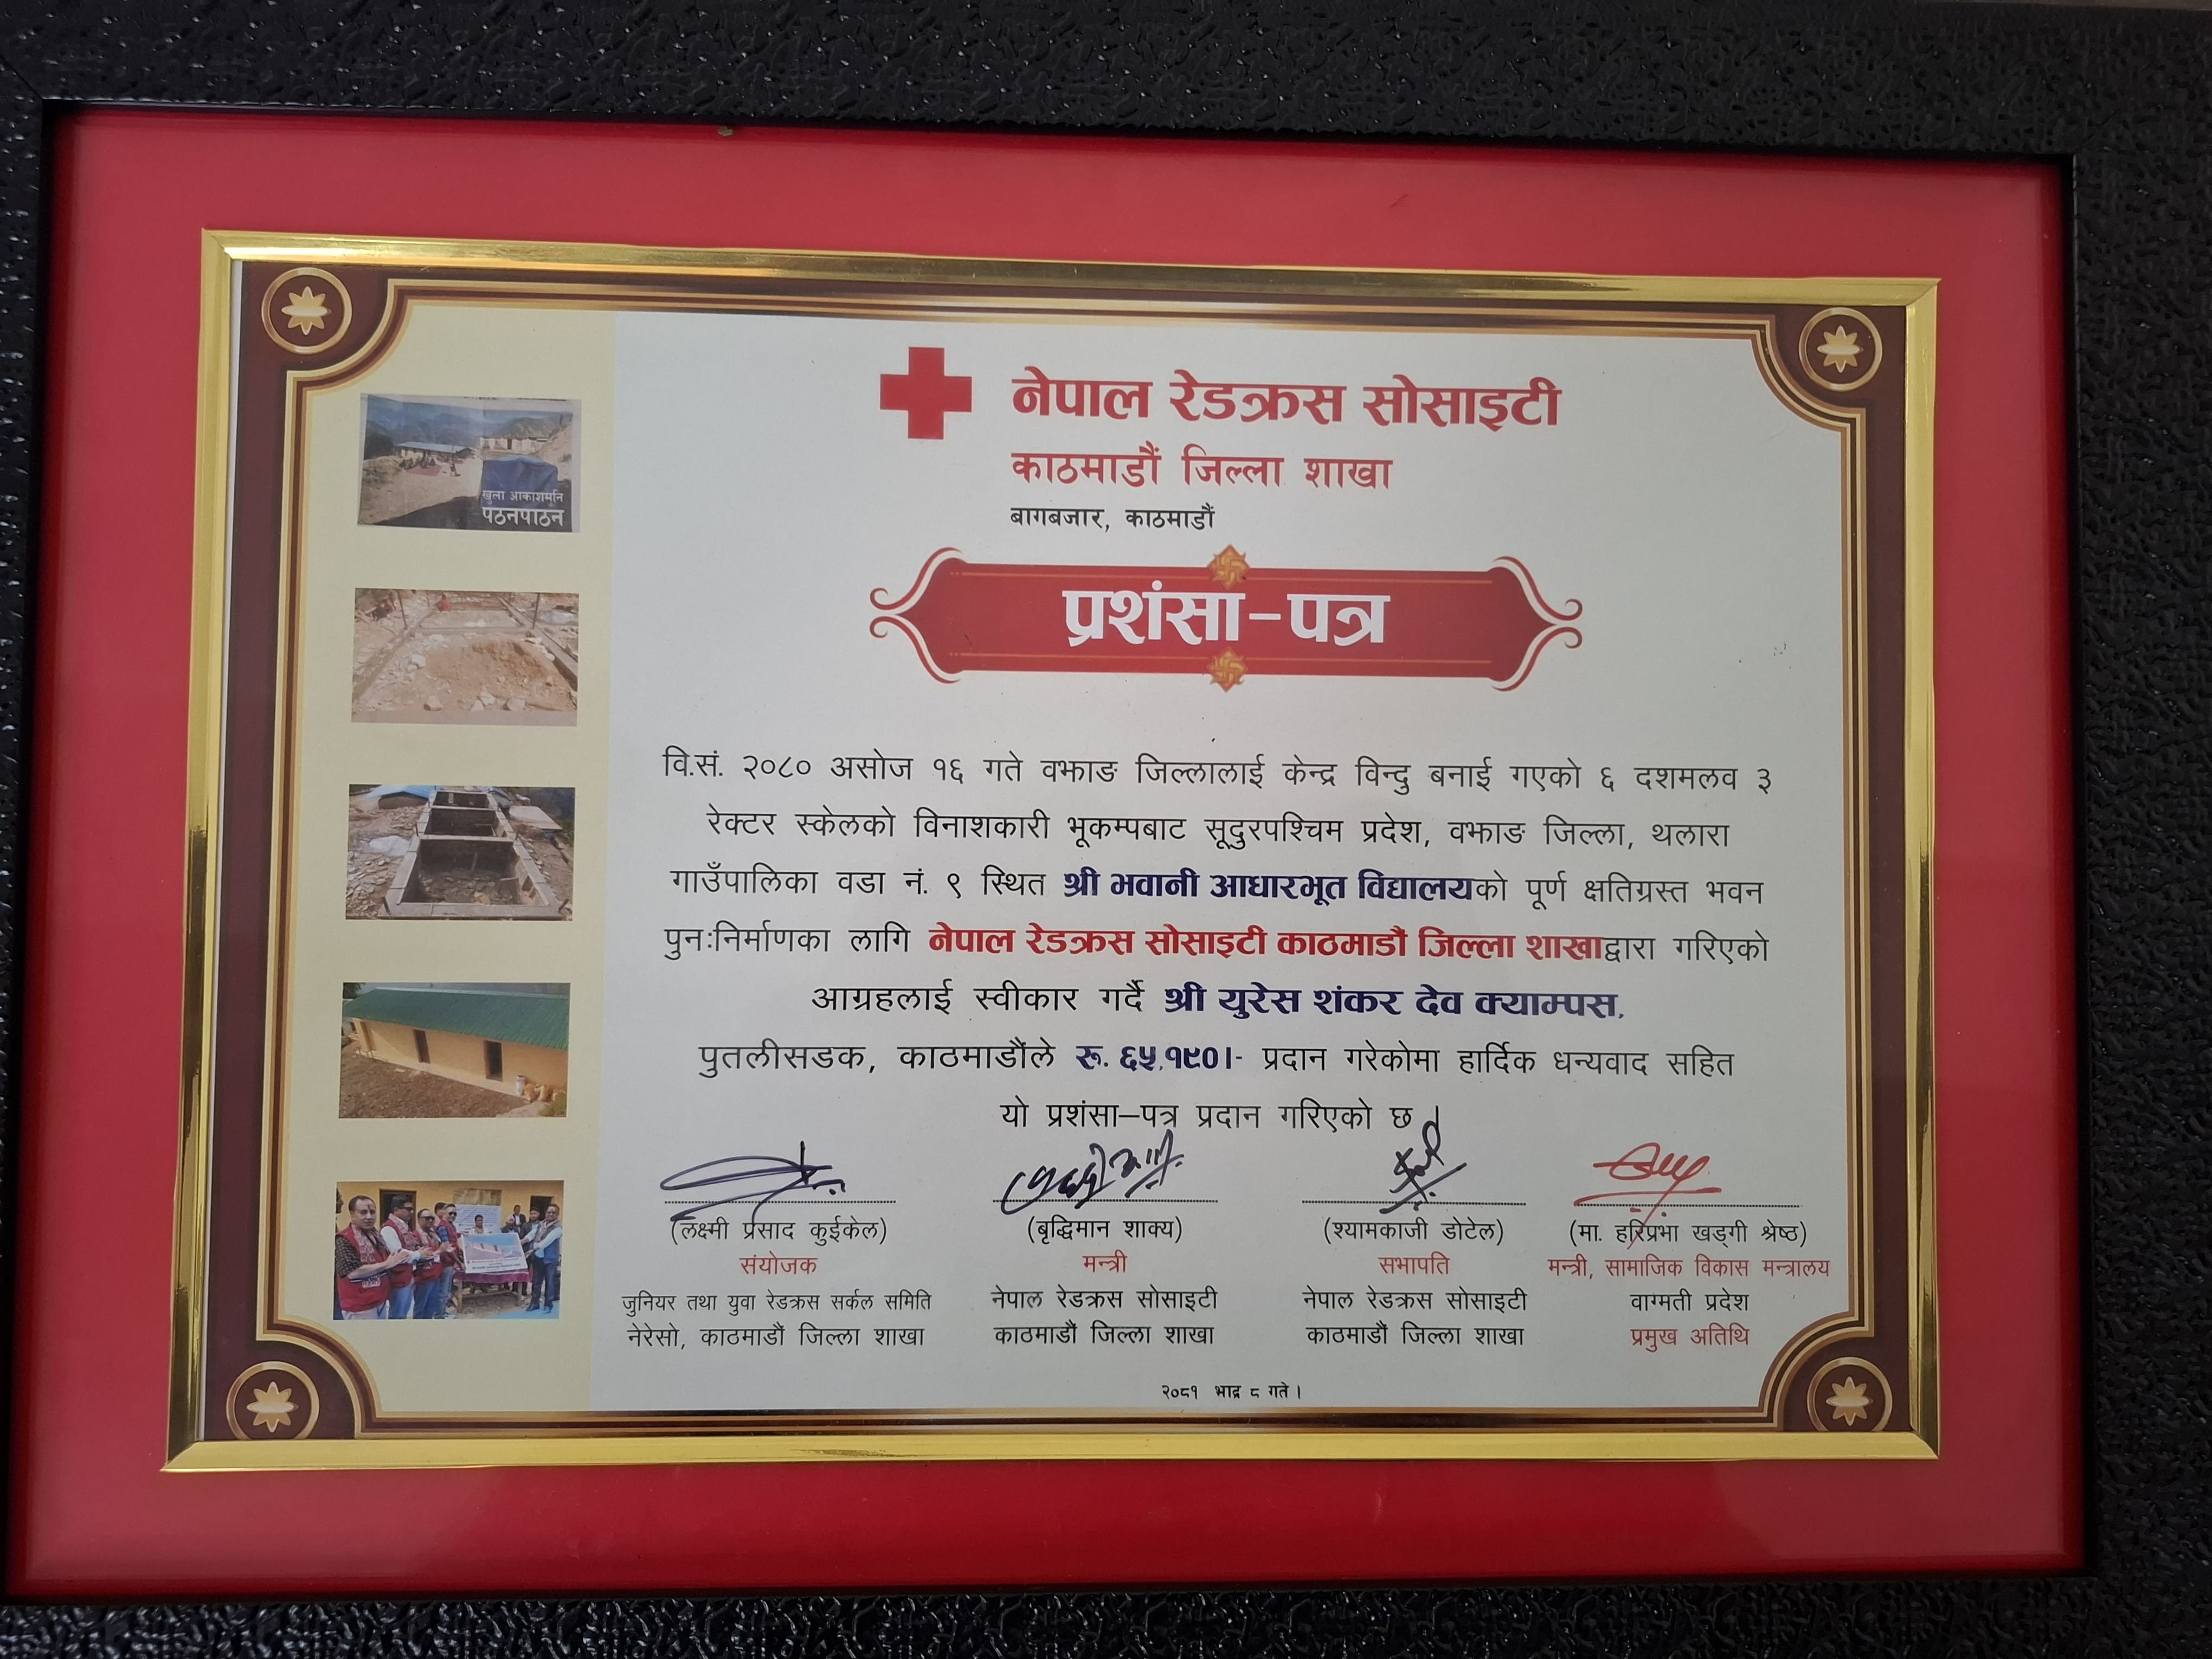 नेपाल रेडक्रस सोसाइटी
काठमाडौं जिल्ला शाखा
बागबजार, काठमाडौं
प्रशंसा-पत्र
खुला आकाशमुनि
पठनपाठन
वि.सं. २०८० असोज १६ गते वझाङ जिल्लालाई केन्द्र विन्दु बनाई गएको ६ दशमलव ३
रेक्टर स्केलको विनाशकारी भूकम्पबाट सूदुरपश्चिम प्रदेश, वझाङ जिल्ला, थलारा
गाउँपालिका वडा नं. ९ स्थित श्री भवानी आधारभूत विद्यालयको पूर्ण क्षतिग्रस्त भवन
पुनःनिर्माणका लागि नेपाल रेडक्रस सोसाइटी काठमाडौं जिल्ला शाखाद्वारा गरिएको
आग्रहलाई स्वीकार गर्दै श्री युरेस शंकर देव क्याम्पस,
पुतलीसडक, काठमाडौंले रू. ६५,१९०।- प्रदान गरेकोमा हार्दिक धन्यवाद सहित
यो प्रशंसा-पत्र प्रदान गरिएको छ।
(लक्ष्मी प्रसाद कुईकेल)
संयोजक
जुनियर तथा युवा रेडक्रस सर्कल समिति
नेरेसो, काठमाडौं जिल्ला शाखा
(बृद्धिमान शाक्य)
मन्त्री
नेपाल रेडक्रस सोसाइटी
काठमाडौं जिल्ला शाखा
(श्यामकाजी डोटेल)
सभापति
नेपाल रेडक्रस सोसाइटी
काठमाडौं जिल्ला शाखा
(मा. हरिप्रभा खड्गी श्रेष्ठ)
मन्त्री, सामाजिक विकास मन्त्रालय
वाग्मती प्रदेश
प्रमुख अतिथि
२०८१ भाद्र ८ गते।